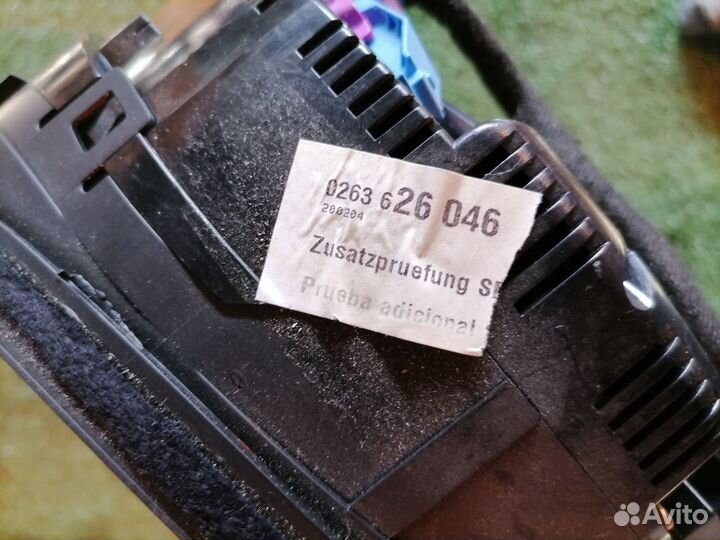 0263 626 046
200204
Zusatzpruefung
Prueba adicional
Avito